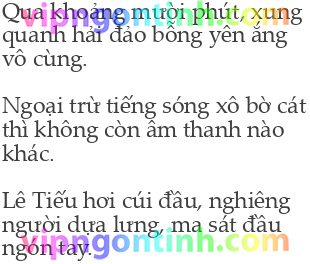 Qua khoảng mười phút, xung
quanh hải đảo bỗng yên ắng
vô cùng.
Ngoại trừ tiếng sóng xô bờ cát
thì không còn âm thanh nào
khác.
Lê Tiếu hơi cúi đầu, nghiêng
người dựa lưng, ma sát đầu
ngón tay.
vipngontinh.com
vipngontinh.com